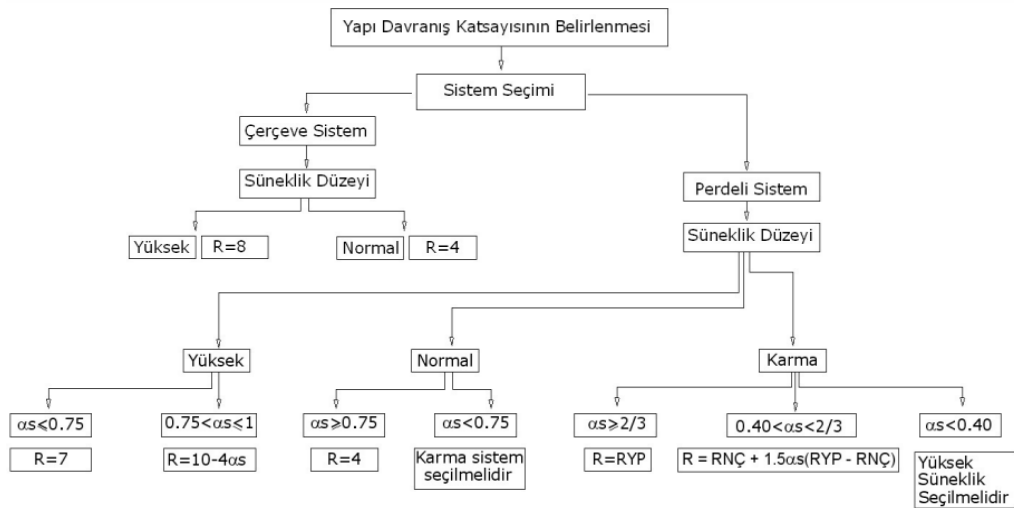 Yapı Davranış Katsayısının Belirlenmesi
Sistem Seçimi
Çerçeve Sistem
Süneklik Düzeyi
Yüksek
R=8
Normal
R=4
Perdeli Sistem
Süneklik Düzeyi
Yüksek
Normal
Karma
αs⩽0.75
0.75<αs⩽1
αs⩾0.75
αs<0.75
αs⩾2/3
0.40<αs<2/3
αs<0.40
R=7
R=10-4αs
R=4
Karma sistem
seçilmelidir
R=RYP
R = RNÇ + 1.5αs(RYP - RNÇ)
Yüksek
Süneklik
Seçilmelidir